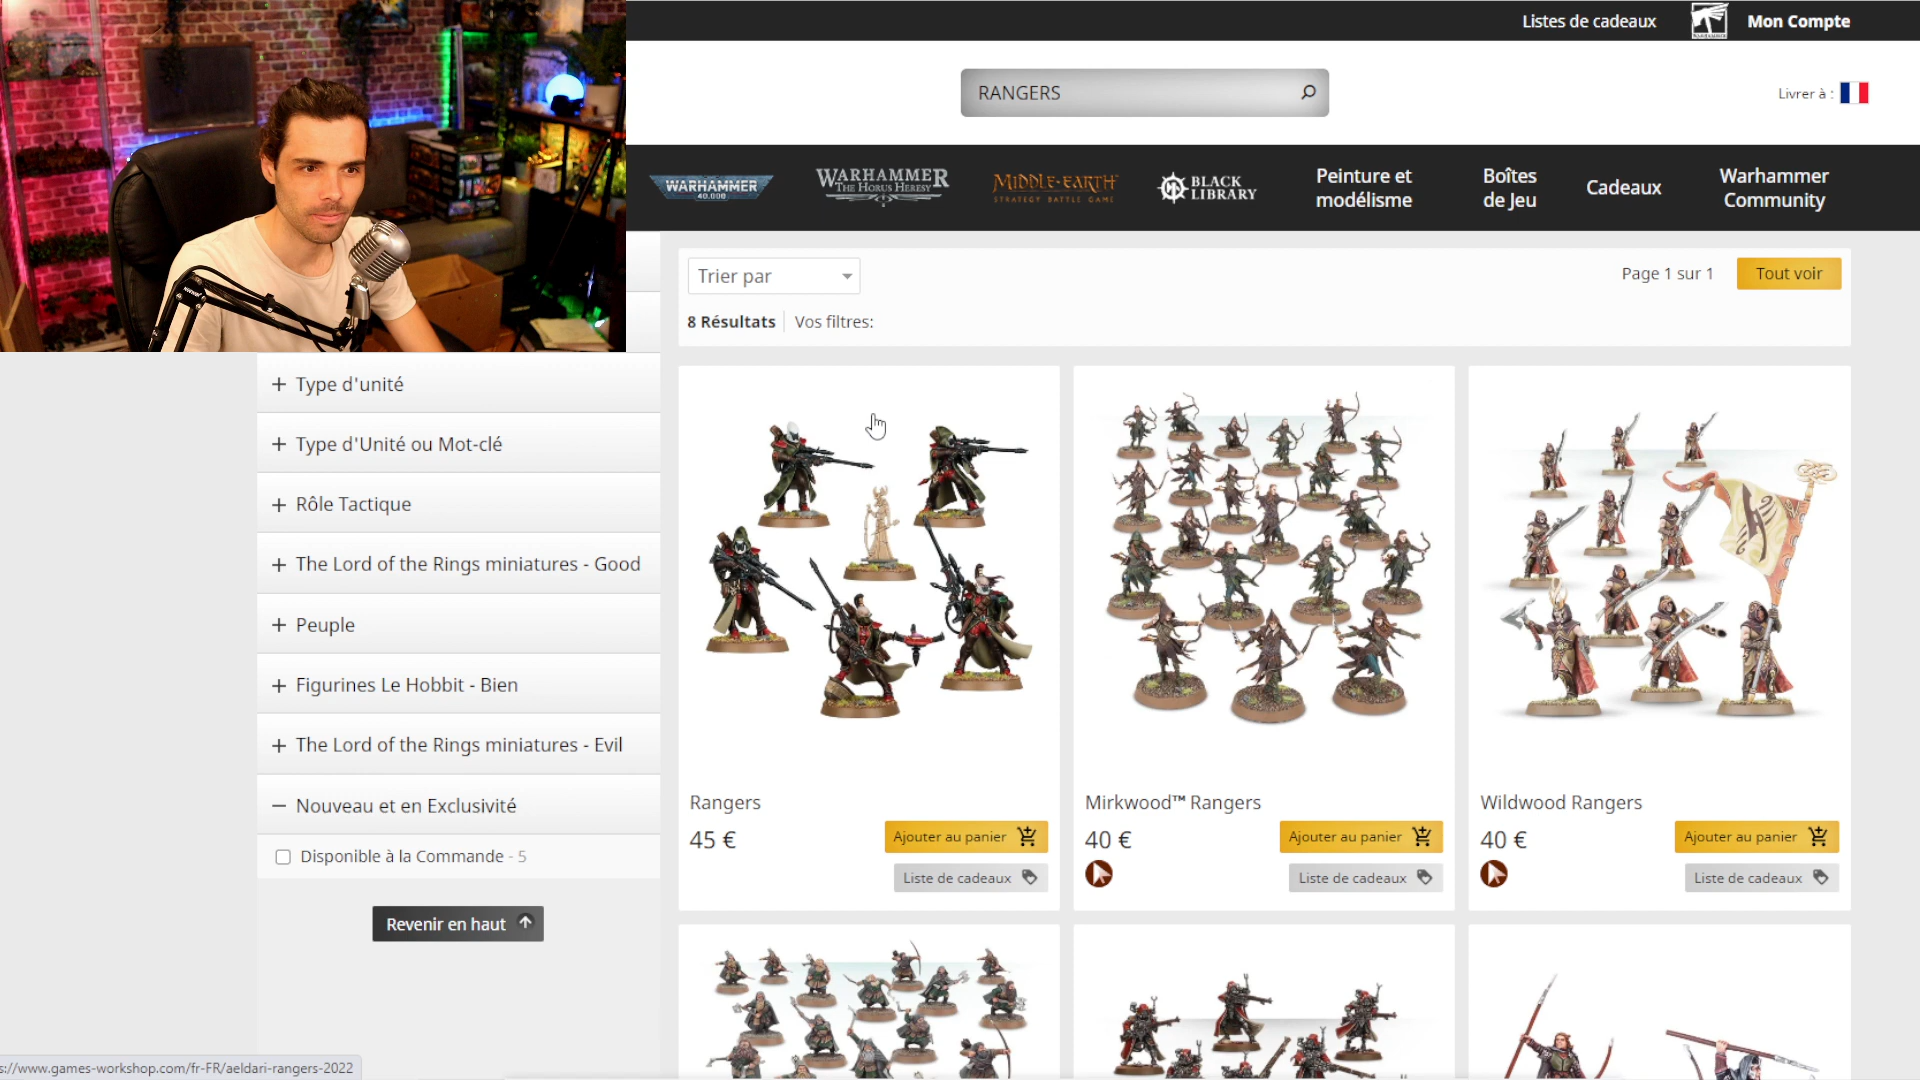 Listes de cadeaux
Mon Compte
RANGERS
Livrer à :
WARHAMMER
40,000
WARHAMMER
THE HORUS HERESY
MIDDLE-EARTH
STRATEGY BATTLE GAME
BLACK
LIBRARY
Peinture et
modélisme
Boîtes
de Jeu
Cadeaux
Warhammer
Community
Trier par
Page 1 sur 1
Tout voir
8 Résultats
Vos filtres:
+ Type d'unité
+ Type d'Unité ou Mot-clé
+ Rôle Tactique
+ The Lord of the Rings miniatures - Good
+ Peuple
+ Figurines Le Hobbit - Bien
+ The Lord of the Rings miniatures - Evil
− Nouveau et en Exclusivité
Disponible à la Commande - 5
Revenir en haut
Rangers
45 €
Ajouter au panier
Liste de cadeaux
Mirkwood™ Rangers
40 €
Ajouter au panier
Liste de cadeaux
Wildwood Rangers
40 €
Ajouter au panier
Liste de cadeaux
s://www.games-workshop.com/fr-FR/aeldari-rangers-2022